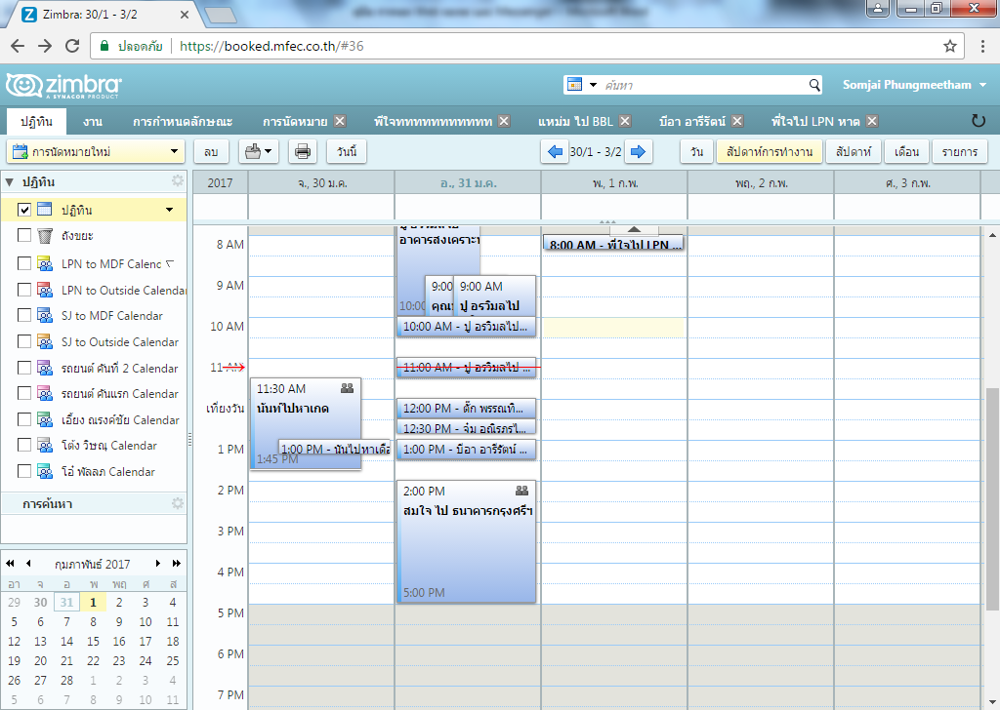 Zimbra: 30/1 - 3/2
ปลอดภัย https://booked.mfec.co.th/#36
zimbra
A SYNACOR PRODUCT
ค้นหา
Somjai Phungmeetham
ปฏิทิน งาน การกำหนดลักษณะ การนัดหมาย พี่ใจททททททททททท แหม่ม ไป BBL บีอา อารีรัตน์ พี่ใจไป LPN หาด
การนัดหมายใหม่ ลบ วันนี้ 30/1 - 3/2 วัน สัปดาห์การทำงาน สัปดาห์ เดือน รายการ
ปฏิทิน
ปฏิทิน
ถังขยะ
LPN to MDF Calend
LPN to Outside Calendar
SJ to MDF Calendar
SJ to Outside Calendar
รถยนต์ คันที่ 2 Calendar
รถยนต์ คันแรก Calendar
เอี้ยง ณรงค์ชัย Calendar
โต้ง วิษณุ Calendar
โอ๋ พัลลภ Calendar
การค้นหา
กุมภาพันธ์ 2017
อา จ อ พ พฤ ศ ส
29 30 31 1 2 3 4
5 6 7 8 9 10 11
12 13 14 15 16 17 18
19 20 21 22 23 24 25
26 27 28 1 2 3 4
5 6 7 8 9 10 11
2017 จ., 30 ม.ค. อ., 31 ม.ค. พ., 1 ก.พ. พฤ., 2 ก.พ. ศ., 3 ก.พ.
8 AM
9 AM
10 AM
11 AM
เที่ยงวัน
1 PM
2 PM
3 PM
4 PM
5 PM
6 PM
7 PM
11:30 AM
นันท์ไปหาเกด
1:00 PM - นันไปหาเดือ
1:45 PM
อาคารสงเคราะห
10:00
9:00
คุณ
9:00 AM
ปู อรวิมลไป
10:00 AM - ปู อรวิมลไป...
11:00 AM - ปู อรวิมลไป ...
12:00 PM - ตั๊ก พรรณทิ...
12:30 PM - จุ๋ม อุณิรภรไ...
1:00 PM - บีอา อารีรัตน์ ...
2:00 PM
สมใจ ไป ธนาคารกรุงศรีฯ
5:00 PM
8:00 AM - พี่ใจไป LPN ...